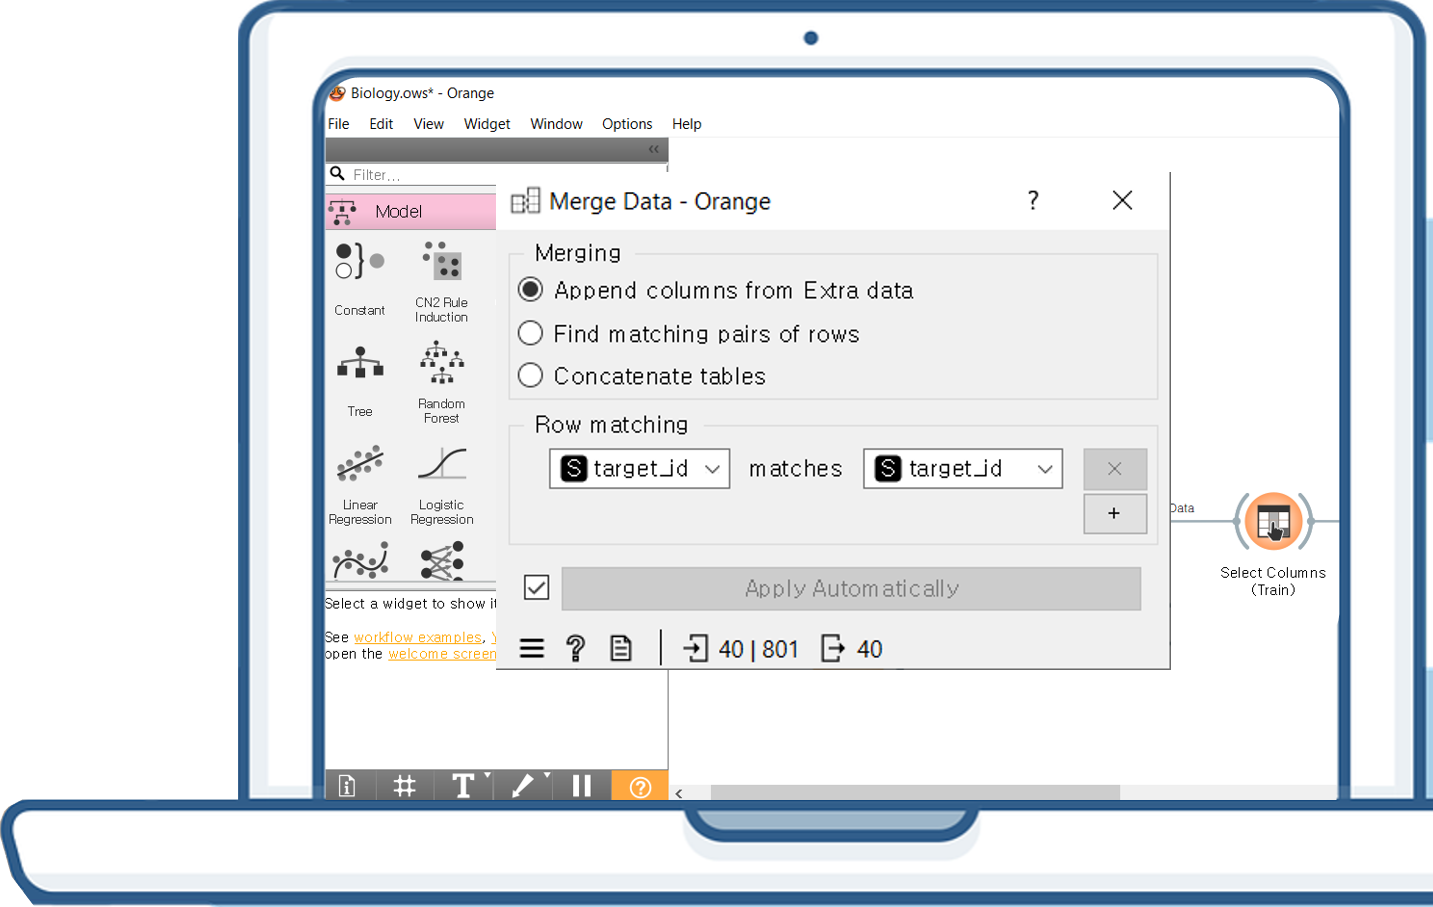 Biology.ows* - Orange
File Edit View Widget Window Options Help
Filter...
Model
Constant
CN2 Rule
Induction
Tree
Random
Forest
Linear
Regression
Logistic
Regression
Select a widget to show it
See workflow examples, Y
open the welcome screen
Merge Data - Orange
Merging
Append columns from Extra data
Find matching pairs of rows
Concatenate tables
Row matching
S target_id matches S target_id
Apply Automatically
40 | 801 40
Data
Select Columns
(Train)